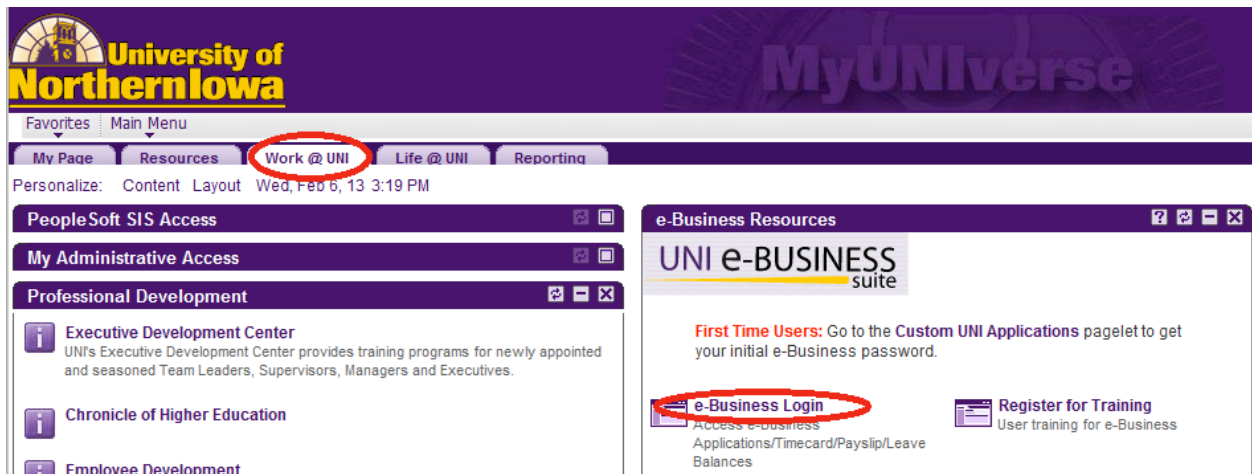 University of
Northern Iowa
MyUNIverse
Favorites Main Menu
My Page Resources Work @ UNI Life @ UNI Reporting
Personalize: Content Layout Wed, Feb 6, 13 3:19 PM
PeopleSoft SIS Access
My Administrative Access
Professional Development
Executive Development Center
UNI's Executive Development Center provides training programs for newly appointed
and seasoned Team Leaders, Supervisors, Managers and Executives.
Chronicle of Higher Education
Employee Development
e-Business Resources
UNI e-BUSINESS
suite
First Time Users: Go to the Custom UNI Applications pagelet to get
your initial e-Business password.
e-Business Login
Access e-Business
Applications/Timecard/Payslip/Leave
Balances
Register for Training
User training for e-Business